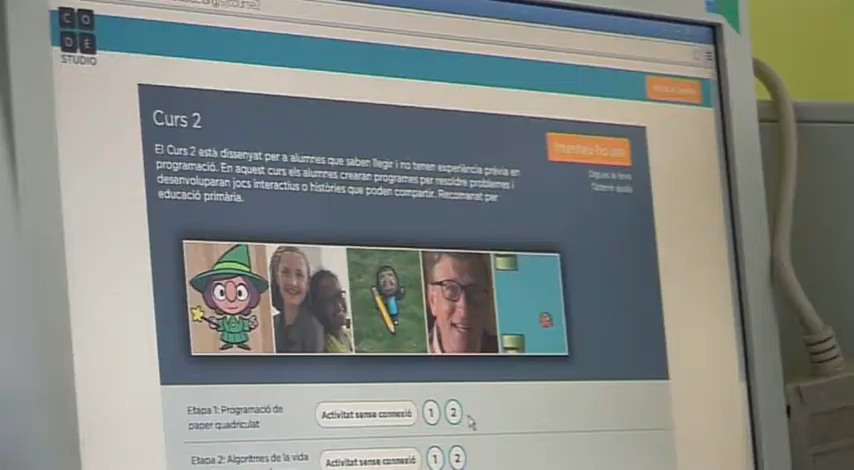 CO
DE
STUDIO
Curs 2
El Curs 2 està dissenyat per a alumnes que saben llegir i no tenen experiència prèvia en
programació. En aquest curs els alumnes crearan programes per resoldre problemes i
desenvoluparan jocs interactius o històries que poden compartir. Recomanat per
educació primària.
Etapa 1: Programació de
paper quadriculat
Activitat sense connexió
1
2
Etapa 2: Algoritmes de la vida
Activitat sense connexió
1
2